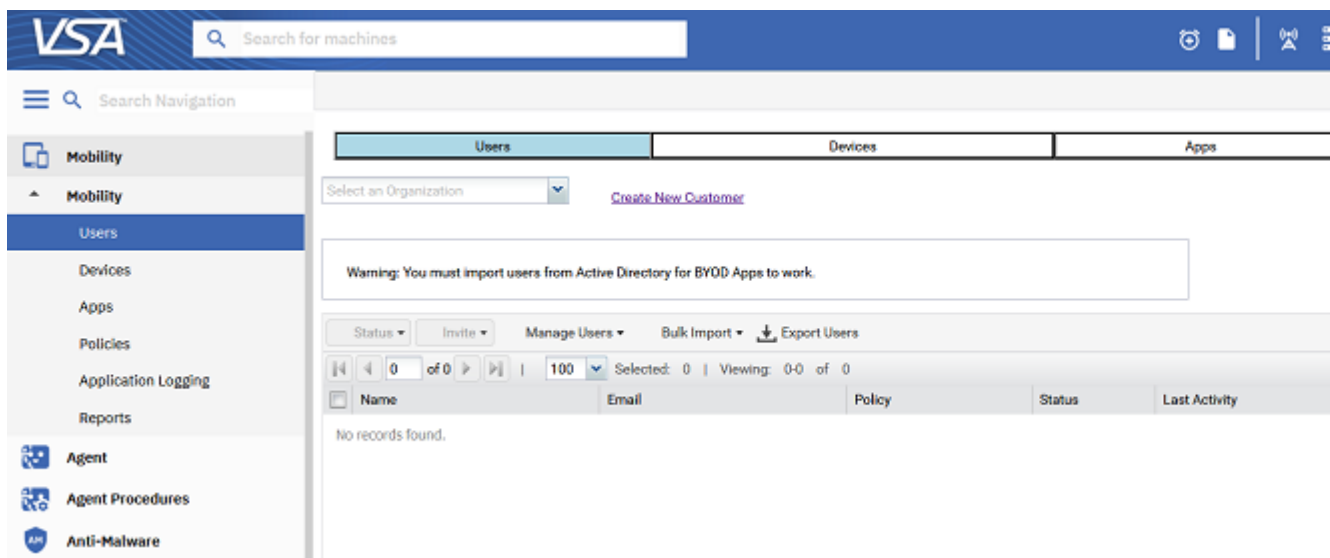 VSA
Search for machines
Search Navigation
Mobility
Mobility
Users
Devices
Apps
Policies
Application Logging
Reports
Agent
Agent Procedures
AM Anti-Malware
Users Devices Apps
Select an Organization Create New Customer
Warning: You must import users from Active Directory for BYOD Apps to work.
Status Invite Manage Users Bulk Import Export Users
0 of 0 | 100 Selected: 0 | Viewing: 0-0 of 0
Name Email Policy Status Last Activity
No records found.